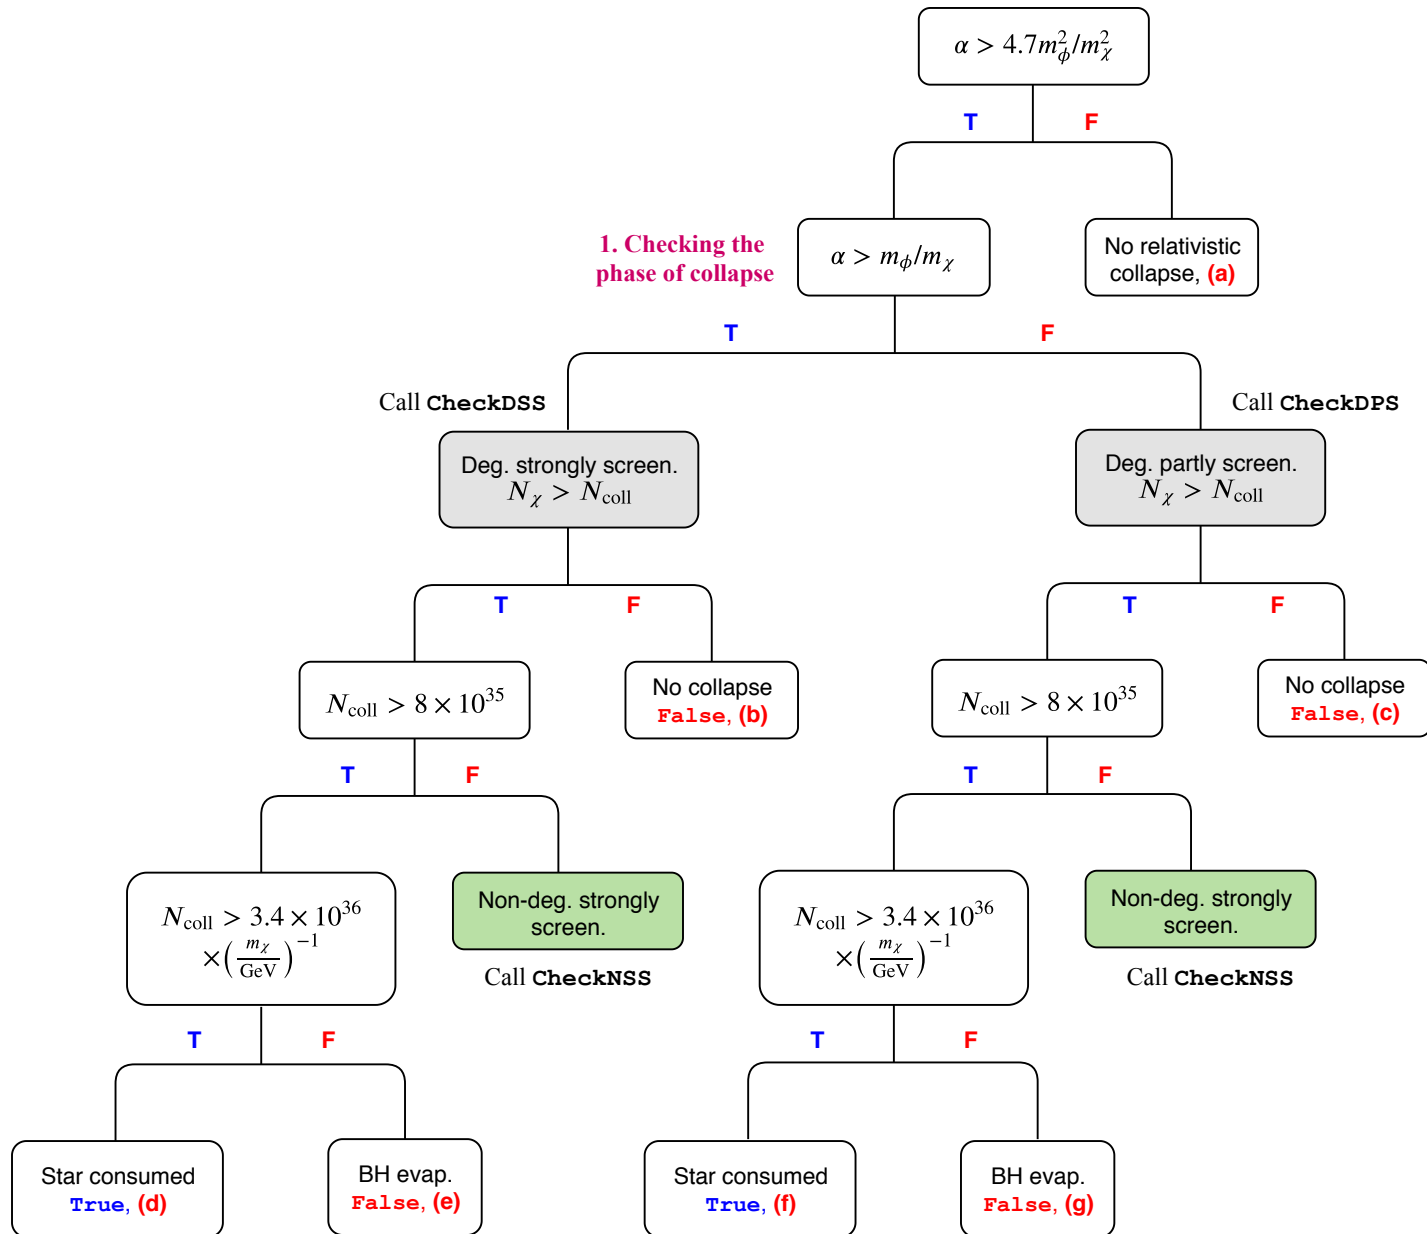 α > 4.7m_ϕ^2/m_χ^2
T F
1. Checking the
phase of collapse
α > m_ϕ/m_χ
No relativistic
collapse, (a)
T F
Call CheckDSS
Call CheckDPS
Deg. strongly screen.
N_χ > N_coll
Deg. partly screen.
N_χ > N_coll
T F
T F
N_coll > 8 × 10^35
No collapse
False, (b)
N_coll > 8 × 10^35
No collapse
False, (c)
T F
T F
N_coll > 3.4 × 10^36
×(m_χ/GeV)^−1
Non-deg. strongly
screen.
Call CheckNSS
N_coll > 3.4 × 10^36
×(m_χ/GeV)^−1
Non-deg. strongly
screen.
Call CheckNSS
T F
T F
Star consumed
True, (d)
BH evap.
False, (e)
Star consumed
True, (f)
BH evap.
False, (g)